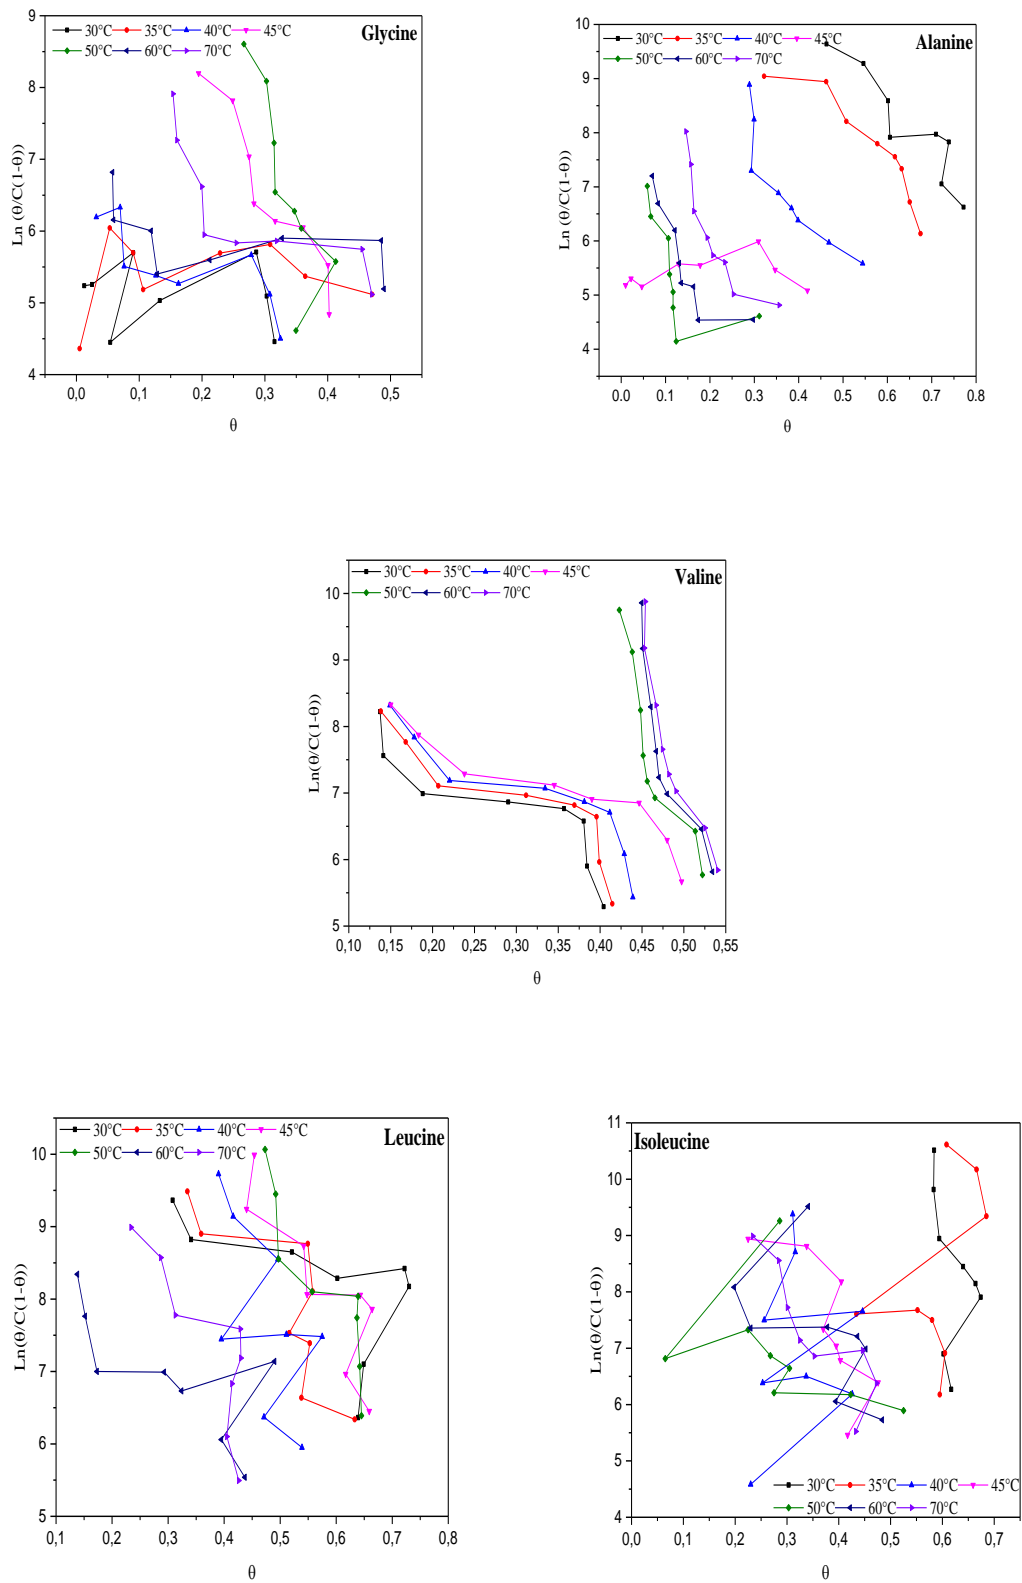 9
30°C 35°C 40°C 45°C
Glycine
50°C 60°C 70°C
8
7
6
5
4
Ln (θ/C(1-θ))
0,0 0,1 0,2 0,3 0,4 0,5
θ
10
30°C 35°C 40°C 45°C
Alanine
50°C 60°C 70°C
9
8
7
6
5
4
Ln (θ/C(1-θ))
0.0 0.1 0.2 0.3 0.4 0.5 0.6 0.7 0.8
θ
30°C 35°C 40°C 45°C
Valine
50°C 60°C 70°C
10
9
8
7
6
5
Ln(θ/C(1-θ))
0,10 0,15 0,20 0,25 0,30 0,35 0,40 0,45 0,50 0,55
θ
30°C 35°C 40°C 45°C
Leucine
50°C 60°C 70°C
10
9
8
7
6
5
Ln(θ/C(1-θ))
0,1 0,2 0,3 0,4 0,5 0,6 0,7 0,8
θ
11
Isoleucine
10
9
8
7
6
5
4
Ln(θ/C(1-θ))
30°C 35°C 40°C 45°C
50°C 60°C 70°C
0,0 0,1 0,2 0,3 0,4 0,5 0,6 0,7
θ